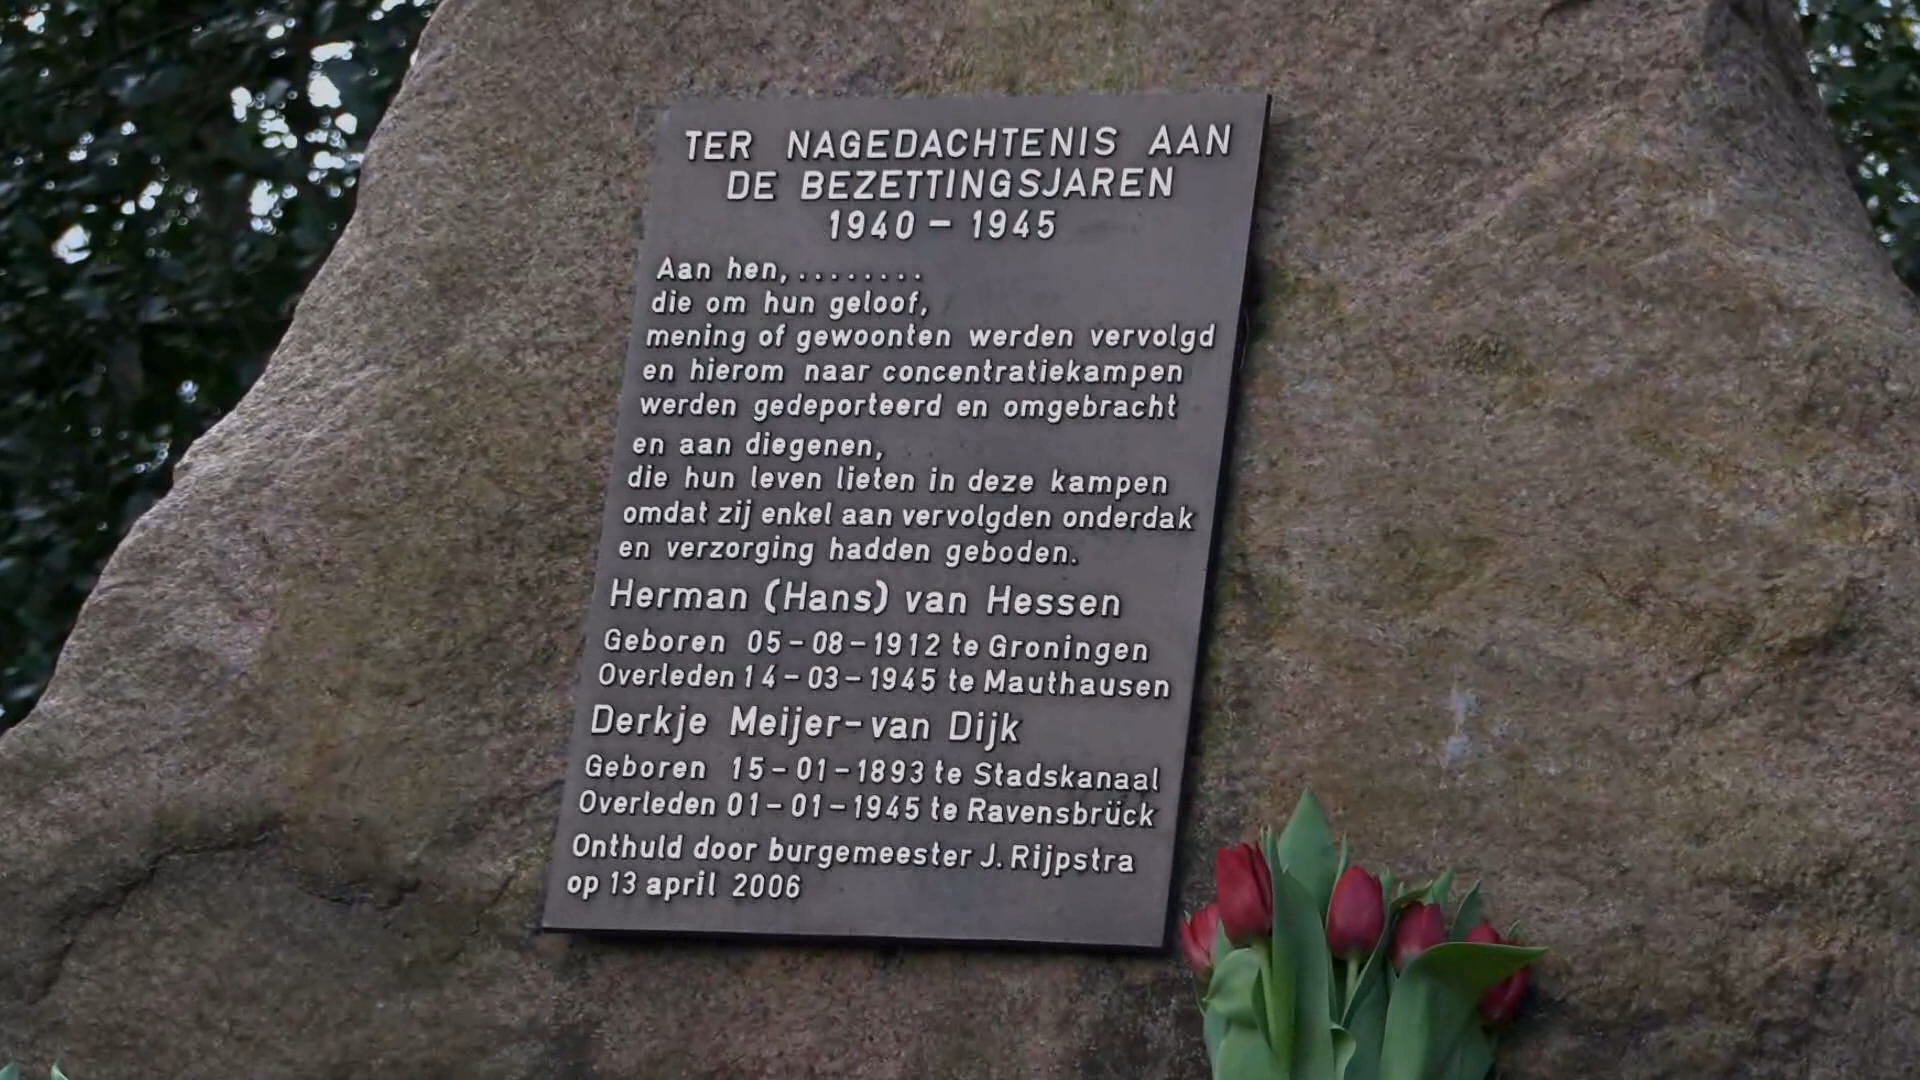 TER NAGEDACHTENIS AAN
DE BEZETTINGSJAREN
1940 - 1945
Aan hen,........
die om hun geloof,
mening of gewoonten werden vervolgd
en hierom naar concentratiekampen
werden gedeporteerd en omgebracht
en aan diegenen,
die hun leven lieten in deze kampen
omdat zij enkel aan vervolgden onderdak
en verzorging hadden geboden.
Herman (Hans) van Hessen
Geboren 05-08-1912 te Groningen
Overleden 14-03-1945 te Mauthausen
Derkje Meijer-van Dijk
Geboren 15-01-1893 te Stadskanaal
Overleden 01-01-1945 te Ravensbrück
Onthuld door burgemeester J. Rijpstra
op 13 april 2006